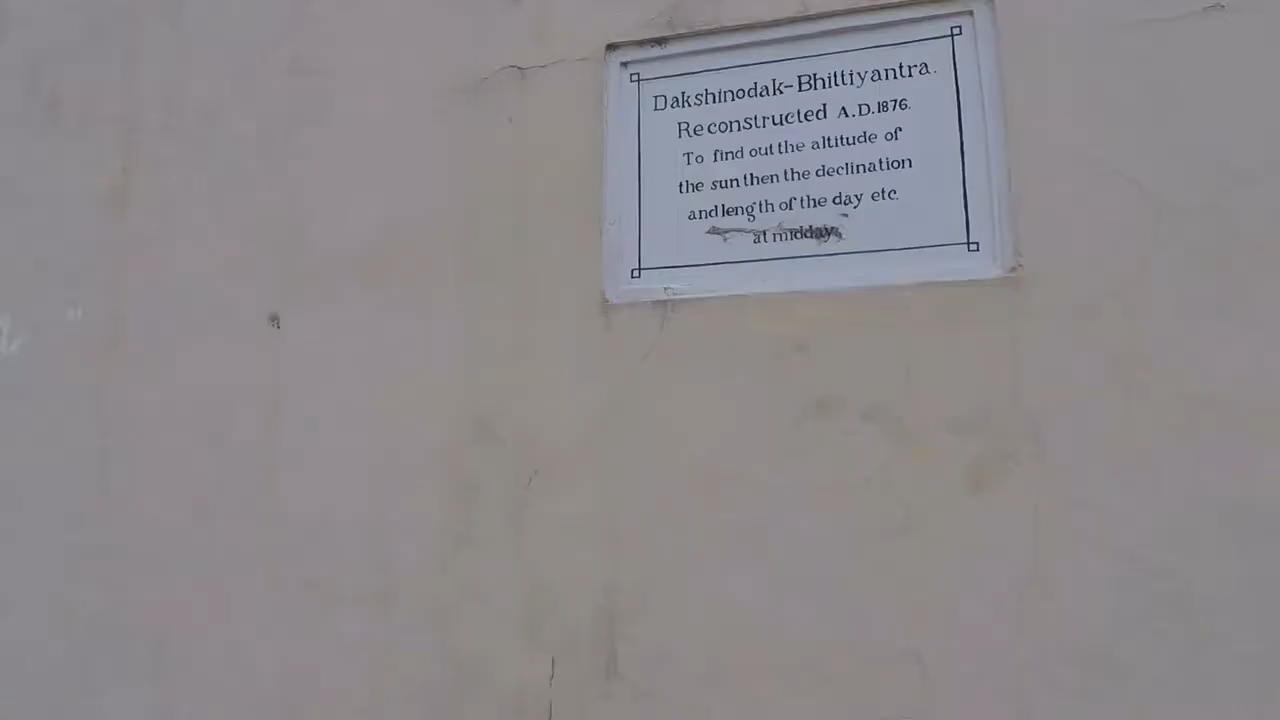 Dakshinodak-Bhittiyantra.
Reconstructed A.D.1876.
To find out the altitude of
the sun then the declination
and length of the day etc.
at midday.